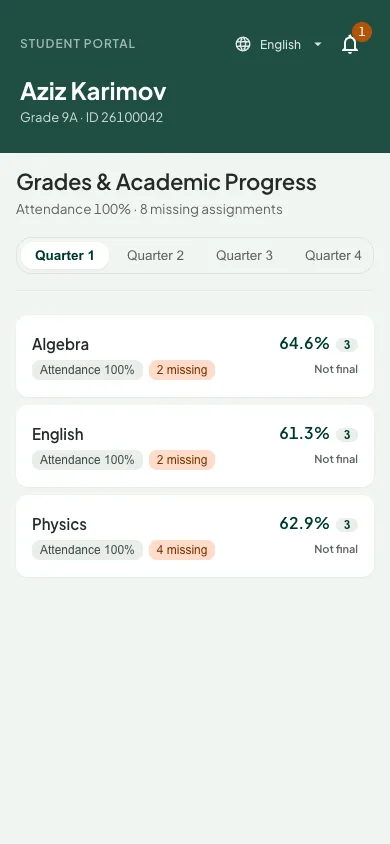 STUDENT PORTAL
English
1
Aziz Karimov
Grade 9A · ID 26100042
Grades & Academic Progress
Attendance 100% · 8 missing assignments
Quarter 1
Quarter 2
Quarter 3
Quarter 4
Algebra
64.6% 3
Attendance 100%
2 missing
Not final
English
61.3% 3
Attendance 100%
2 missing
Not final
Physics
62.9% 3
Attendance 100%
4 missing
Not final